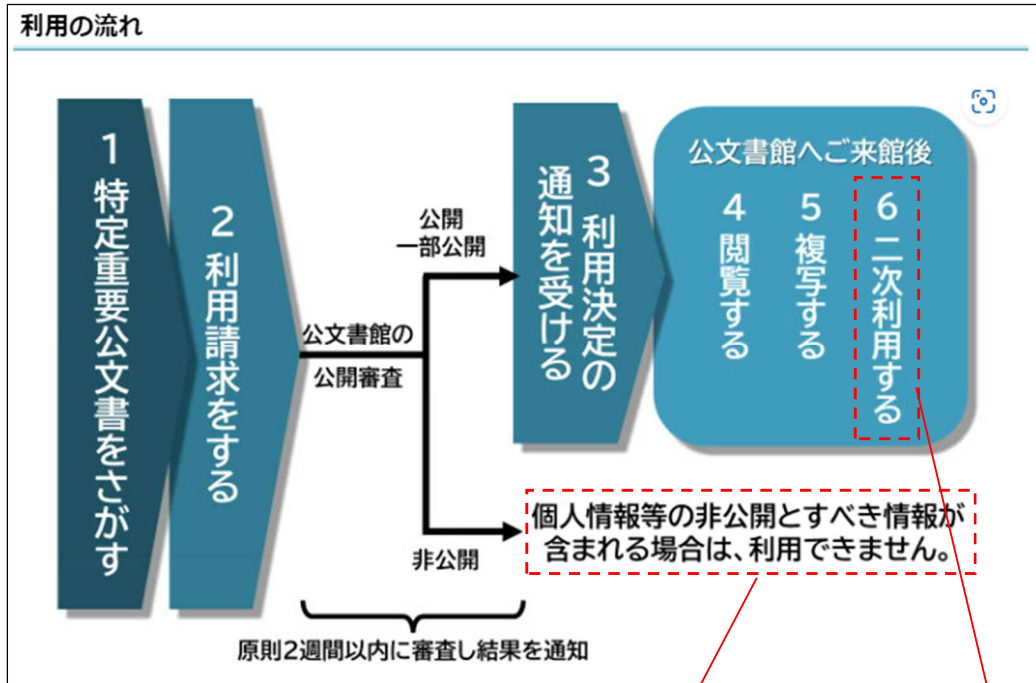 利用の流れ
1 特定重要公文書をさがす
2 利用請求をする
公文書館の
公開審査
公開
一部公開
非公開
原則2週間以内に審査し結果を通知
3 利用決定の
通知を受ける
公文書館へご来館後
4 閲覧する
5 複写する
6 二次利用する
個人情報等の非公開とすべき情報が
含まれる場合は、利用できません。